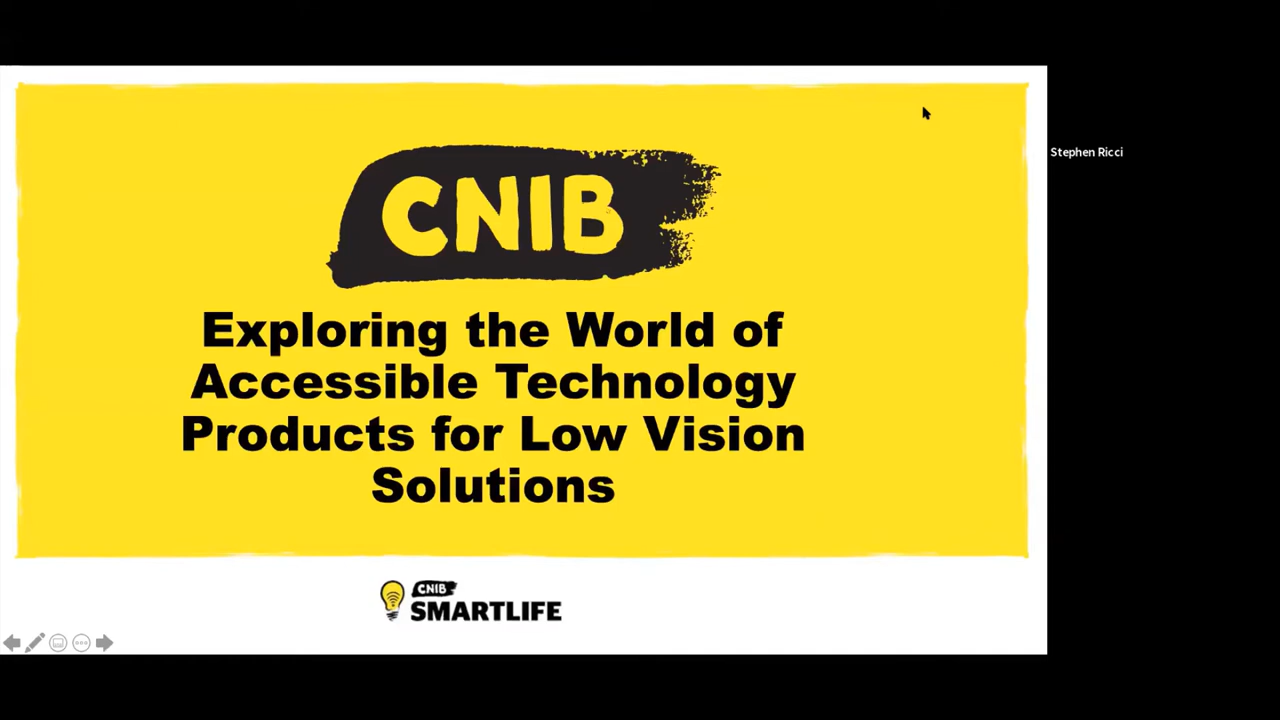 CNIB
Stephen Ricci
Exploring the World of
Accessible Technology
Products for Low Vision
Solutions
CNIB
SMARTLIFE